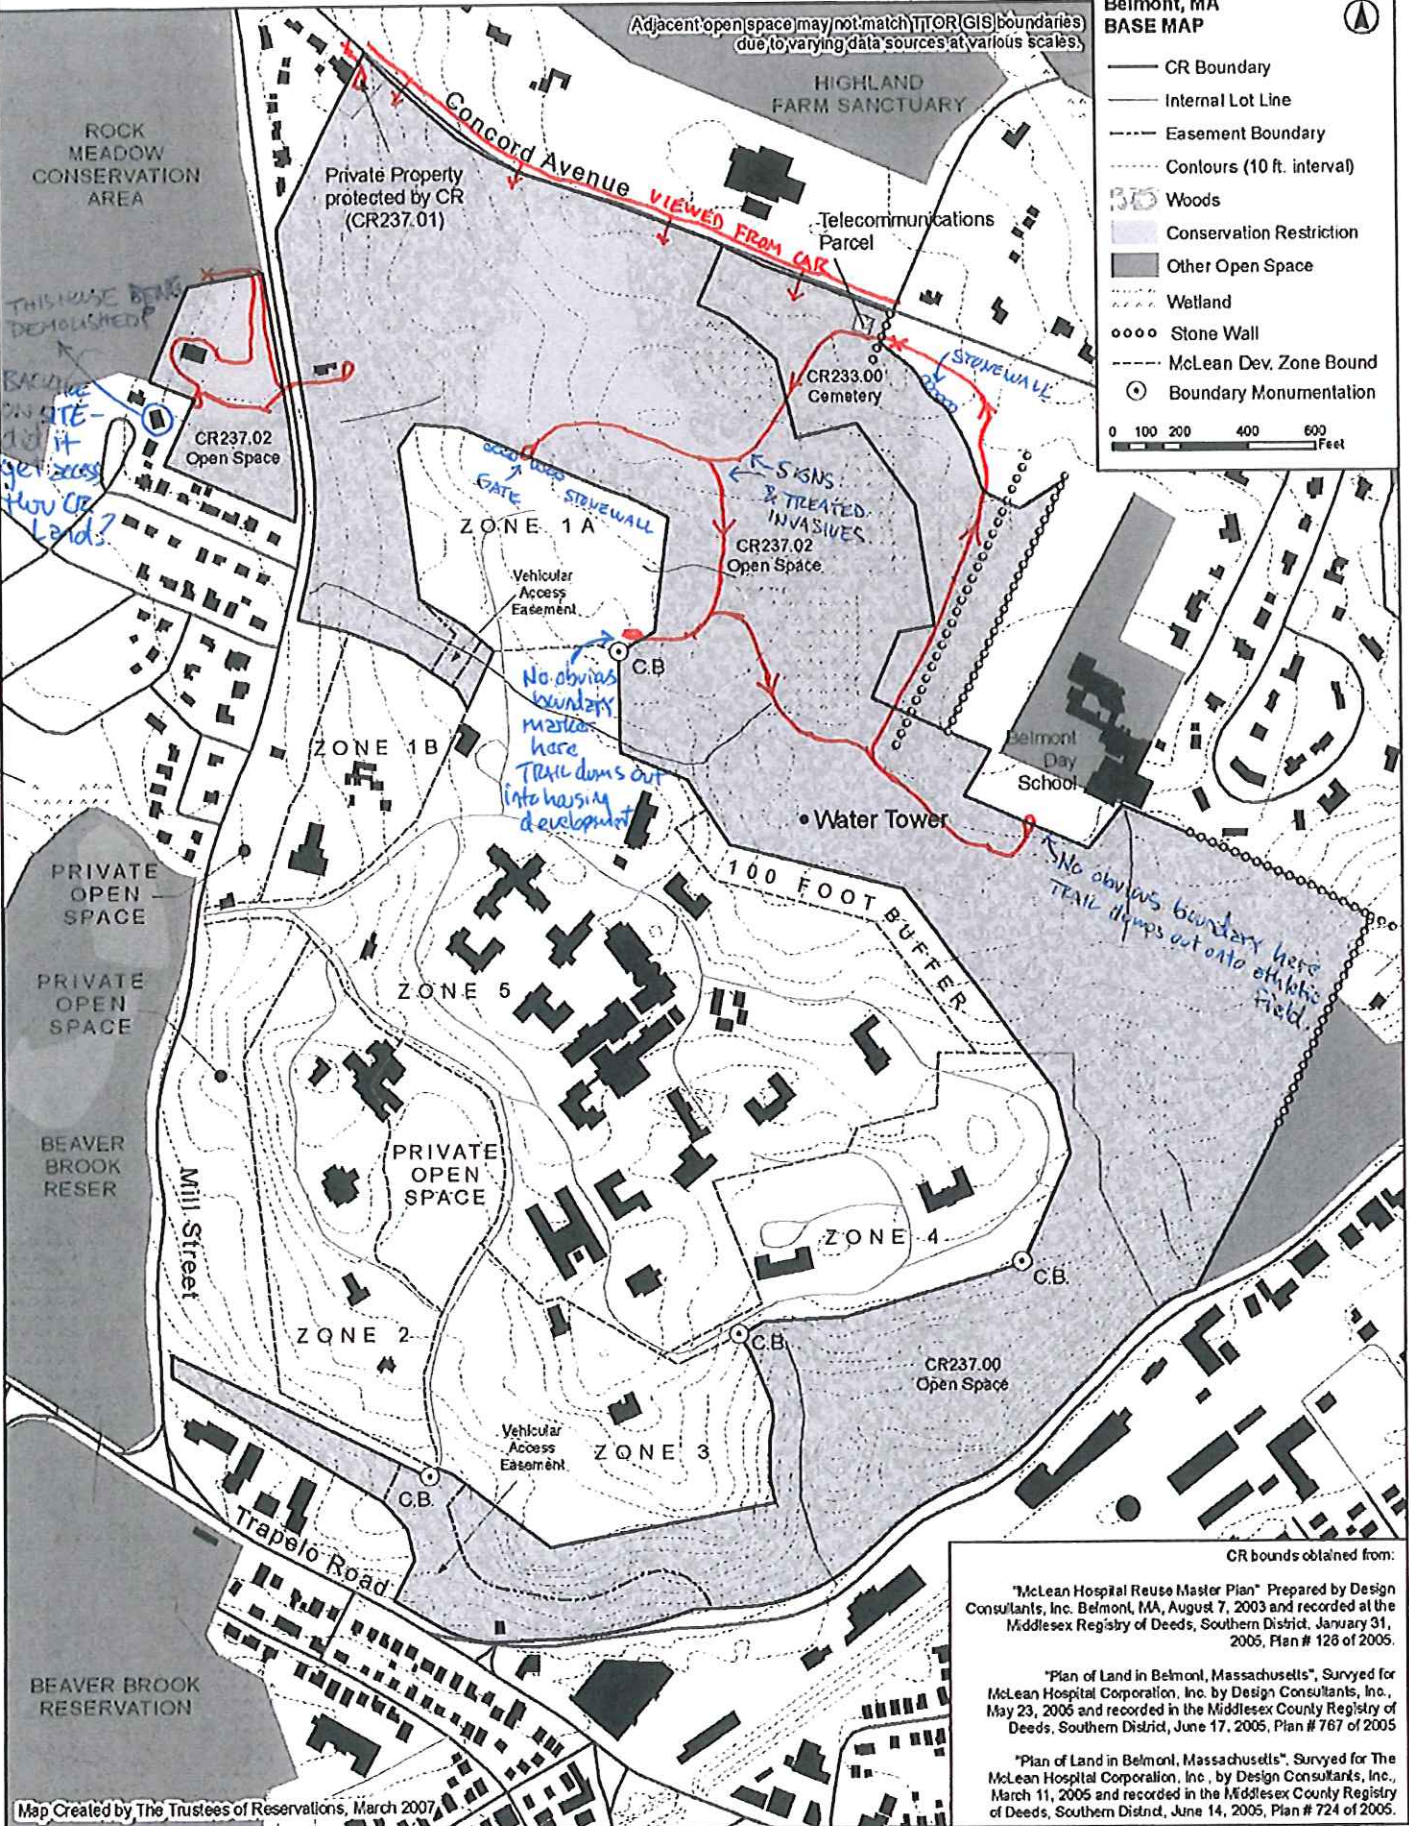 Adjacent open space may not match TTOR GIS boundaries
due to varying data sources at various scales.
Belmont, MA
BASE MAP
CR Boundary
Internal Lot Line
Easement Boundary
Contours (10 ft. interval)
Woods
Conservation Restriction
Other Open Space
Wetland
Stone Wall
McLean Dev. Zone Bound
Boundary Monumentation
0 100 200 400 600
Feet
HIGHLAND
FARM SANCTUARY
ROCK
MEADOW
CONSERVATION
AREA
Concord Avenue
VIEWED FROM CAR
Private Property
protected by CR
(CR237.01)
Telecommunications
Parcel
THIS HOUSE BEING
DEMOLISHED?
BACKHOE
ON SITE -
did it
get access
thru CR
Land?
CR237.02
Open Space
CR233.00
Cemetery
STONEWALL
GATE
STONEWALL
SIGNS
& TREATED
INVASIVES
ZONE 1A
CR237.02
Open Space
Vehicular
Access
Easement
C.B
No obvious
boundary
marker
here
TRAIL dumps out
into housing
development
ZONE 1B
Belmont
Day
School
Water Tower
No obvious boundary here
TRAIL dumps out onto athletic
field.
100 FOOT BUFFER
PRIVATE
OPEN
SPACE
PRIVATE
OPEN
SPACE
ZONE 5
BEAVER
BROOK
RESER
Mill Street
PRIVATE
OPEN
SPACE
ZONE 4
C.B.
ZONE 2
C.B.
CR237.00
Open Space
Vehicular
Access
Easement
ZONE 3
C.B.
Trapelo Road
BEAVER BROOK
RESERVATION
CR bounds obtained from:
"McLean Hospital Reuse Master Plan" Prepared by Design
Consultants, Inc. Belmont, MA, August 7, 2003 and recorded at the
Middlesex Registry of Deeds, Southern District, January 31,
2005, Plan # 126 of 2005.
"Plan of Land in Belmont, Massachusetts", Survyed for
McLean Hospital Corporation, Inc. by Design Consultants, Inc.,
May 23, 2005 and recorded in the Middlesex County Registry of
Deeds, Southern District, June 17, 2005, Plan # 767 of 2005
"Plan of Land in Belmont, Massachusetts", Survyed for The
McLean Hospital Corporation, Inc., by Design Consultants, Inc.,
March 11, 2005 and recorded in the Middlesex County Registry
of Deeds, Southern District, June 14, 2005, Plan # 724 of 2005.
Map Created by The Trustees of Reservations, March 2007